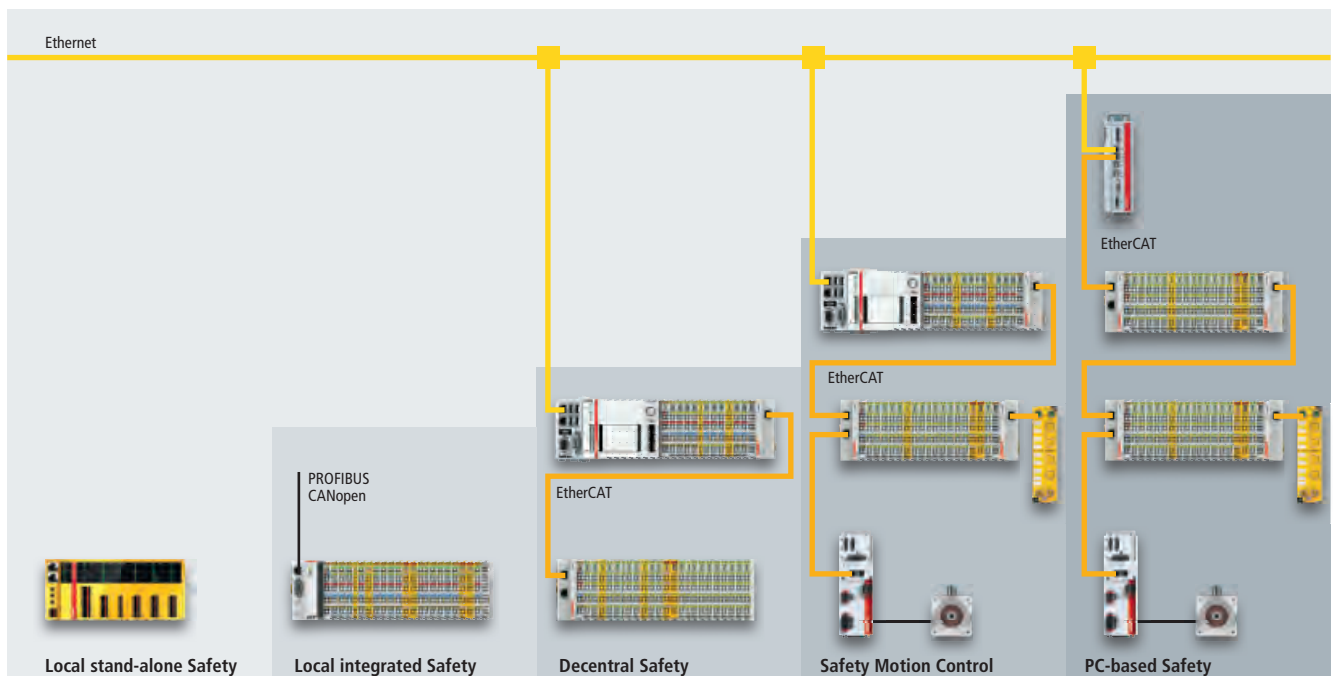 Ethernet
EtherCAT
EtherCAT
PROFIBUS
CANopen
EtherCAT
Local stand-alone Safety
Local integrated Safety
Decentral Safety
Safety Motion Control
PC-based Safety